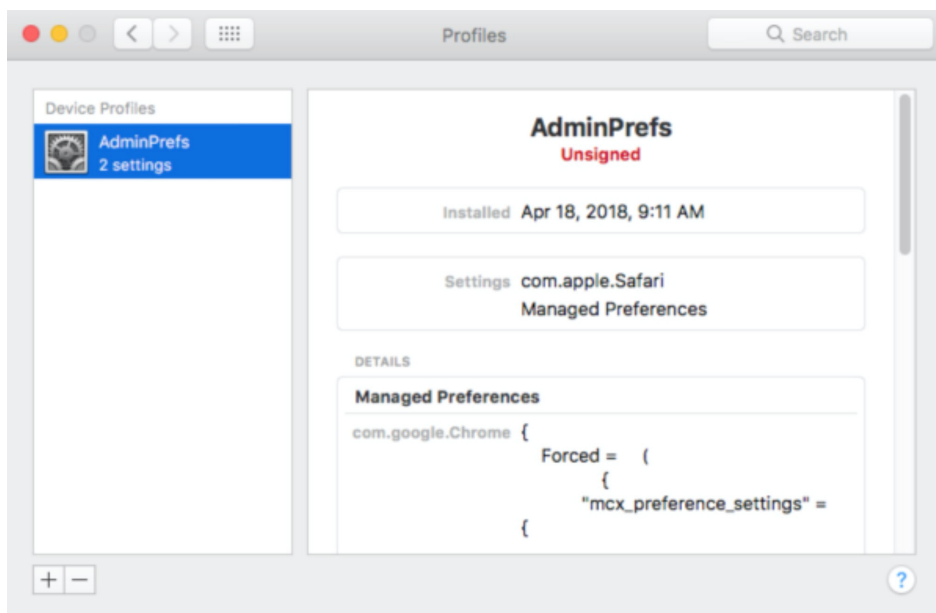 Profiles
Search
Device Profiles
AdminPrefs
2 settings
AdminPrefs
Unsigned
Installed Apr 18, 2018, 9:11 AM
Settings com.apple.Safari
Managed Preferences
DETAILS
Managed Preferences
com.google.Chrome {
Forced = (
{
"mcx_preference_settings" =
{
+ −
?